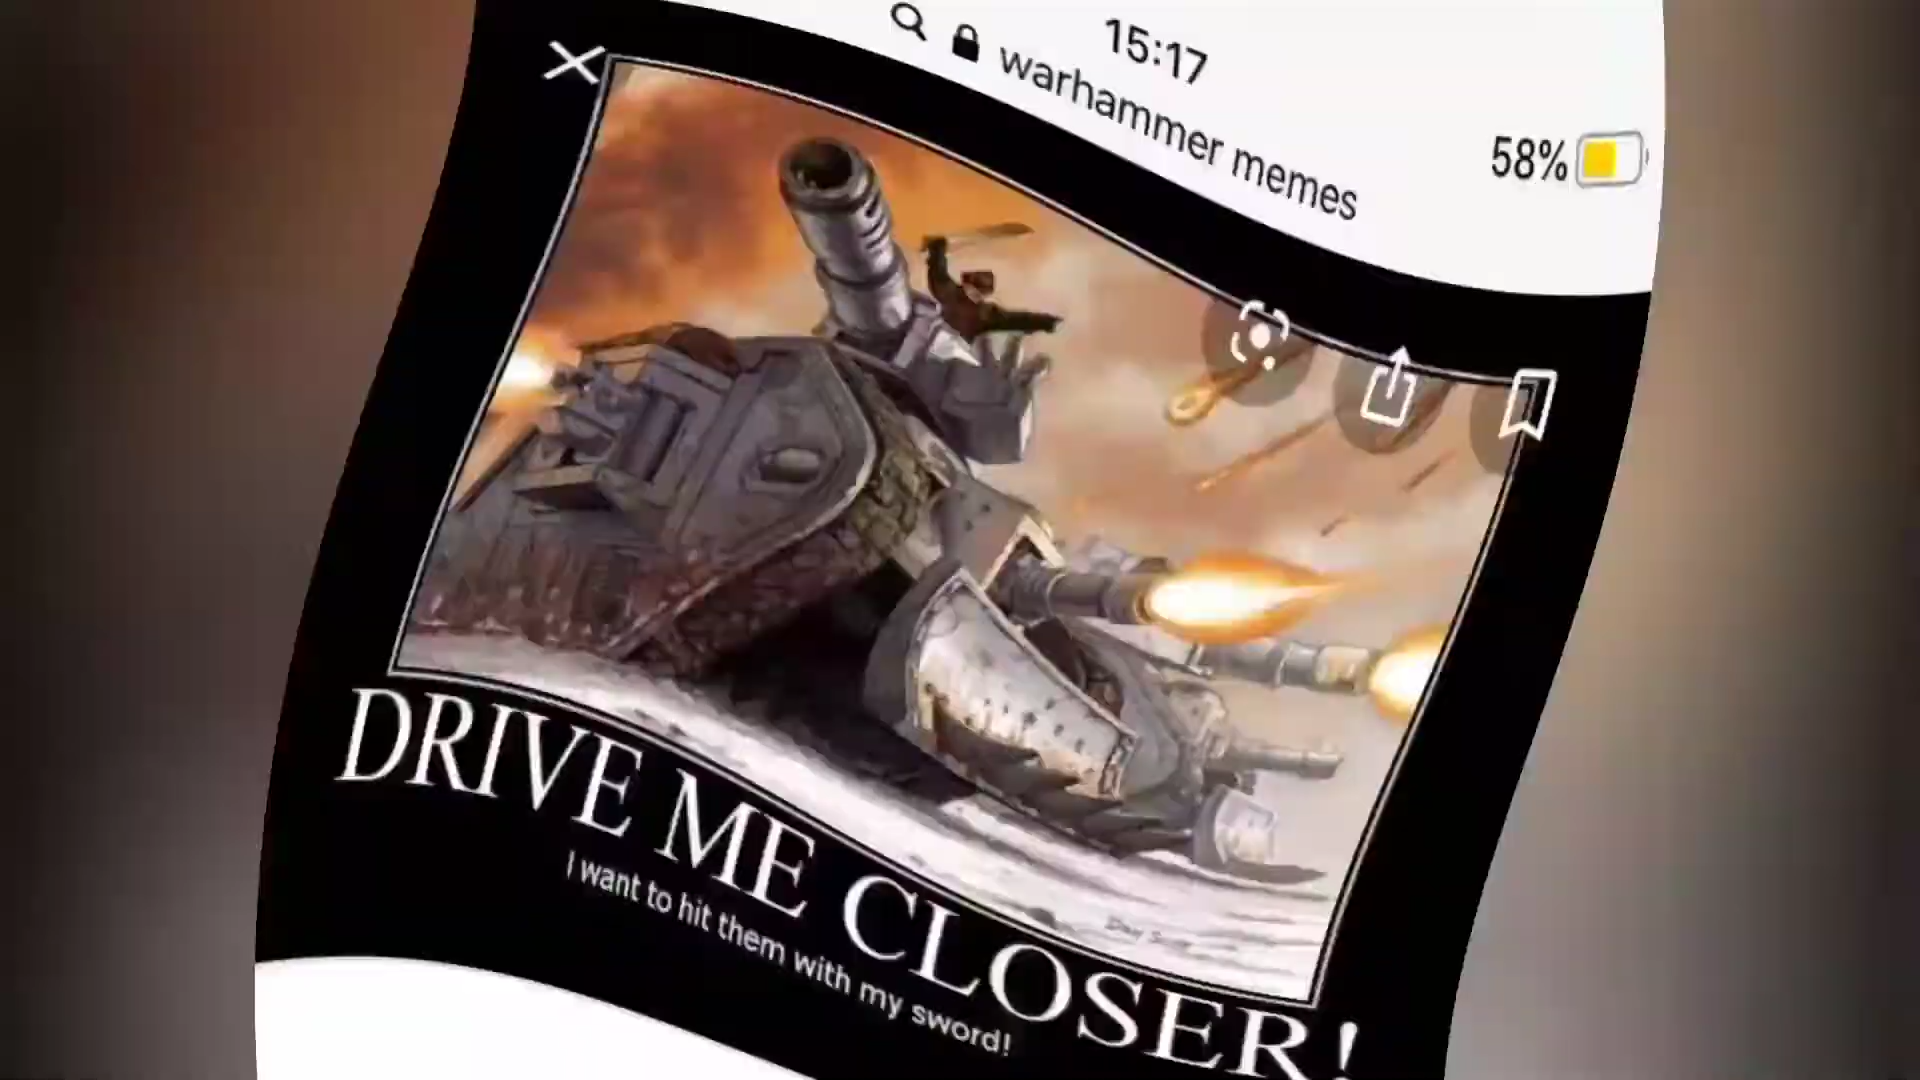 15:17
warhammer memes
58%
DRIVE ME CLOSER!
I want to hit them with my sword!